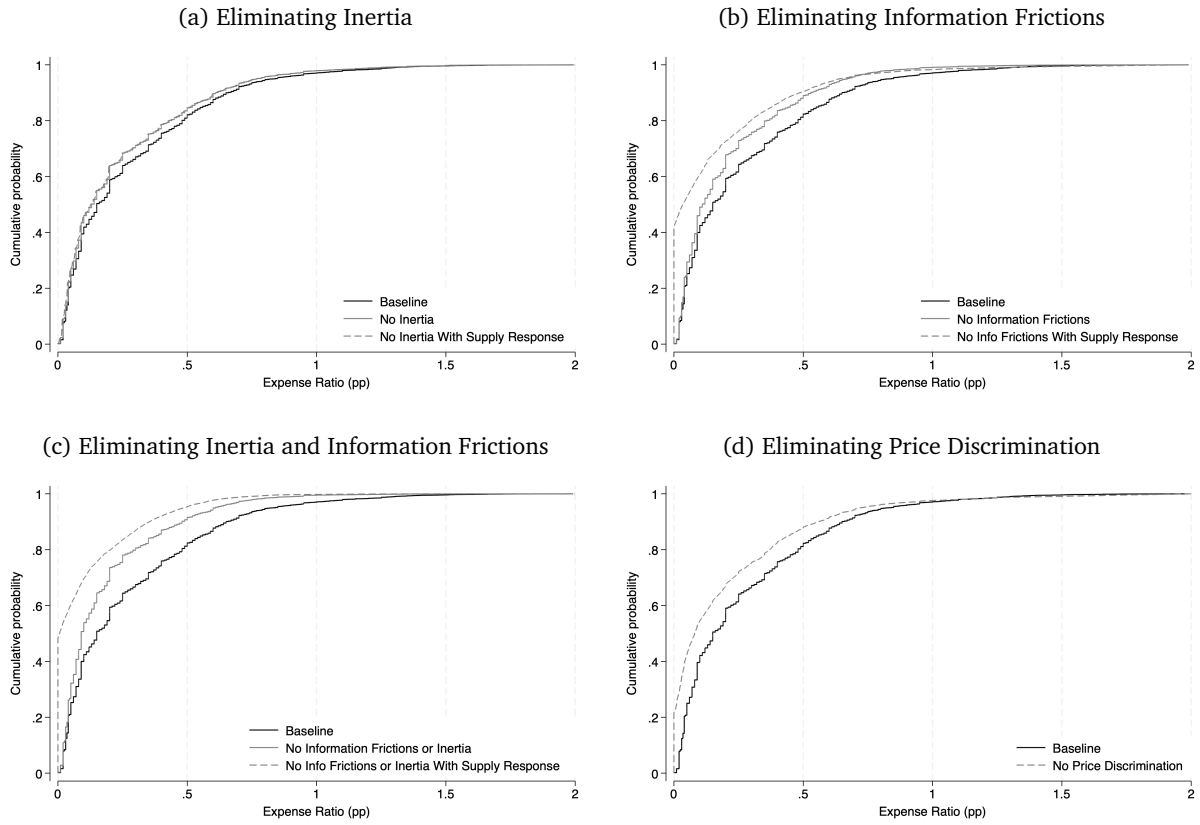 (a) Eliminating Inertia
1
.8
.6
.4
.2
0
Cumulative probability
Baseline
No Inertia
No Inertia With Supply Response
0
.5
1
1.5
2
Expense Ratio (pp)
(b) Eliminating Information Frictions
1
.8
.6
.4
.2
0
Cumulative probability
Baseline
No Information Frictions
No Info Frictions With Supply Response
0
.5
1
1.5
2
Expense Ratio (pp)
(c) Eliminating Inertia and Information Frictions
1
.8
.6
.4
.2
0
Cumulative probability
Baseline
No Information Frictions or Inertia
No Info Frictions or Inertia With Supply Response
0
.5
1
1.5
2
Expense Ratio (pp)
(d) Eliminating Price Discrimination
1
.8
.6
.4
.2
0
Cumulative probability
Baseline
No Price Discrimination
0
.5
1
1.5
2
Expense Ratio (pp)